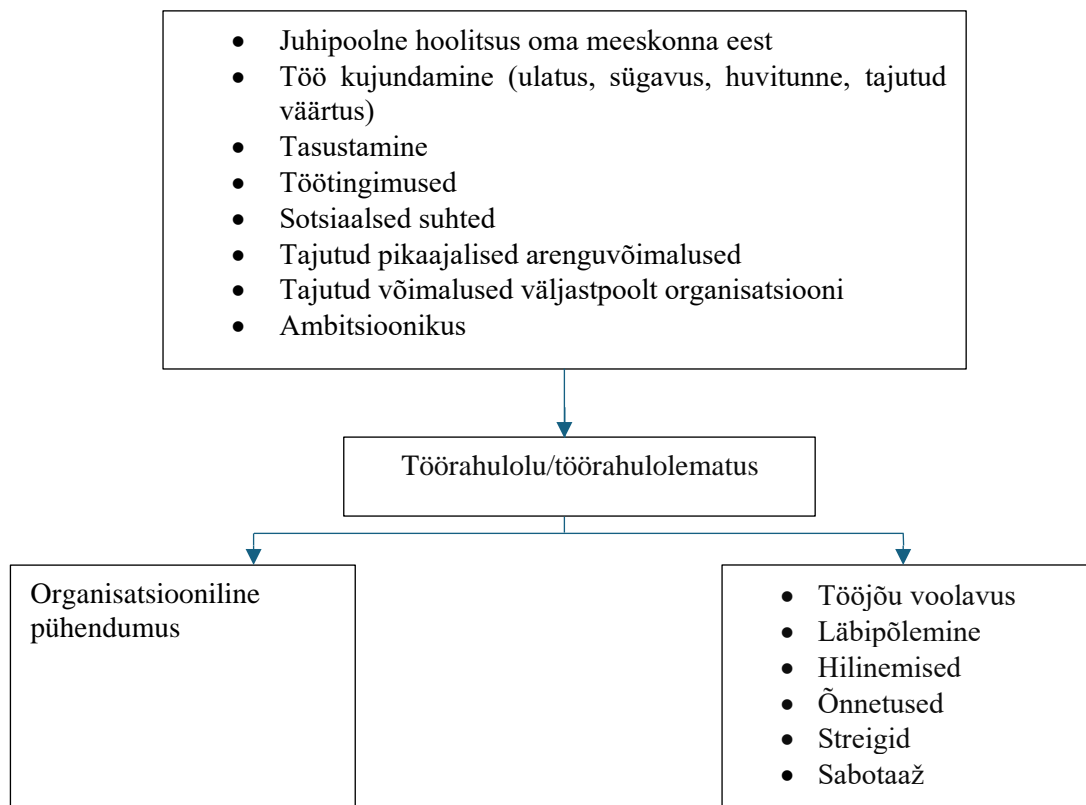 • Juhipoolne hoolitsus oma meeskonna eest
• Töö kujundamine (ulatus, sügavus, huvitunne, tajutud
väärtus)
• Tasustamine
• Töötingimused
• Sotsiaalsed suhted
• Tajutud pikaajalised arenguvõimalused
• Tajutud võimalused väljastpoolt organisatsiooni
• Ambitsioonikus
Töörahulolu/töörahulolematus
Organisatsiooniline
pühendumus
• Tööjõu voolavus
• Läbipõlemine
• Hilinemised
• Õnnetused
• Streigid
• Sabotaaž